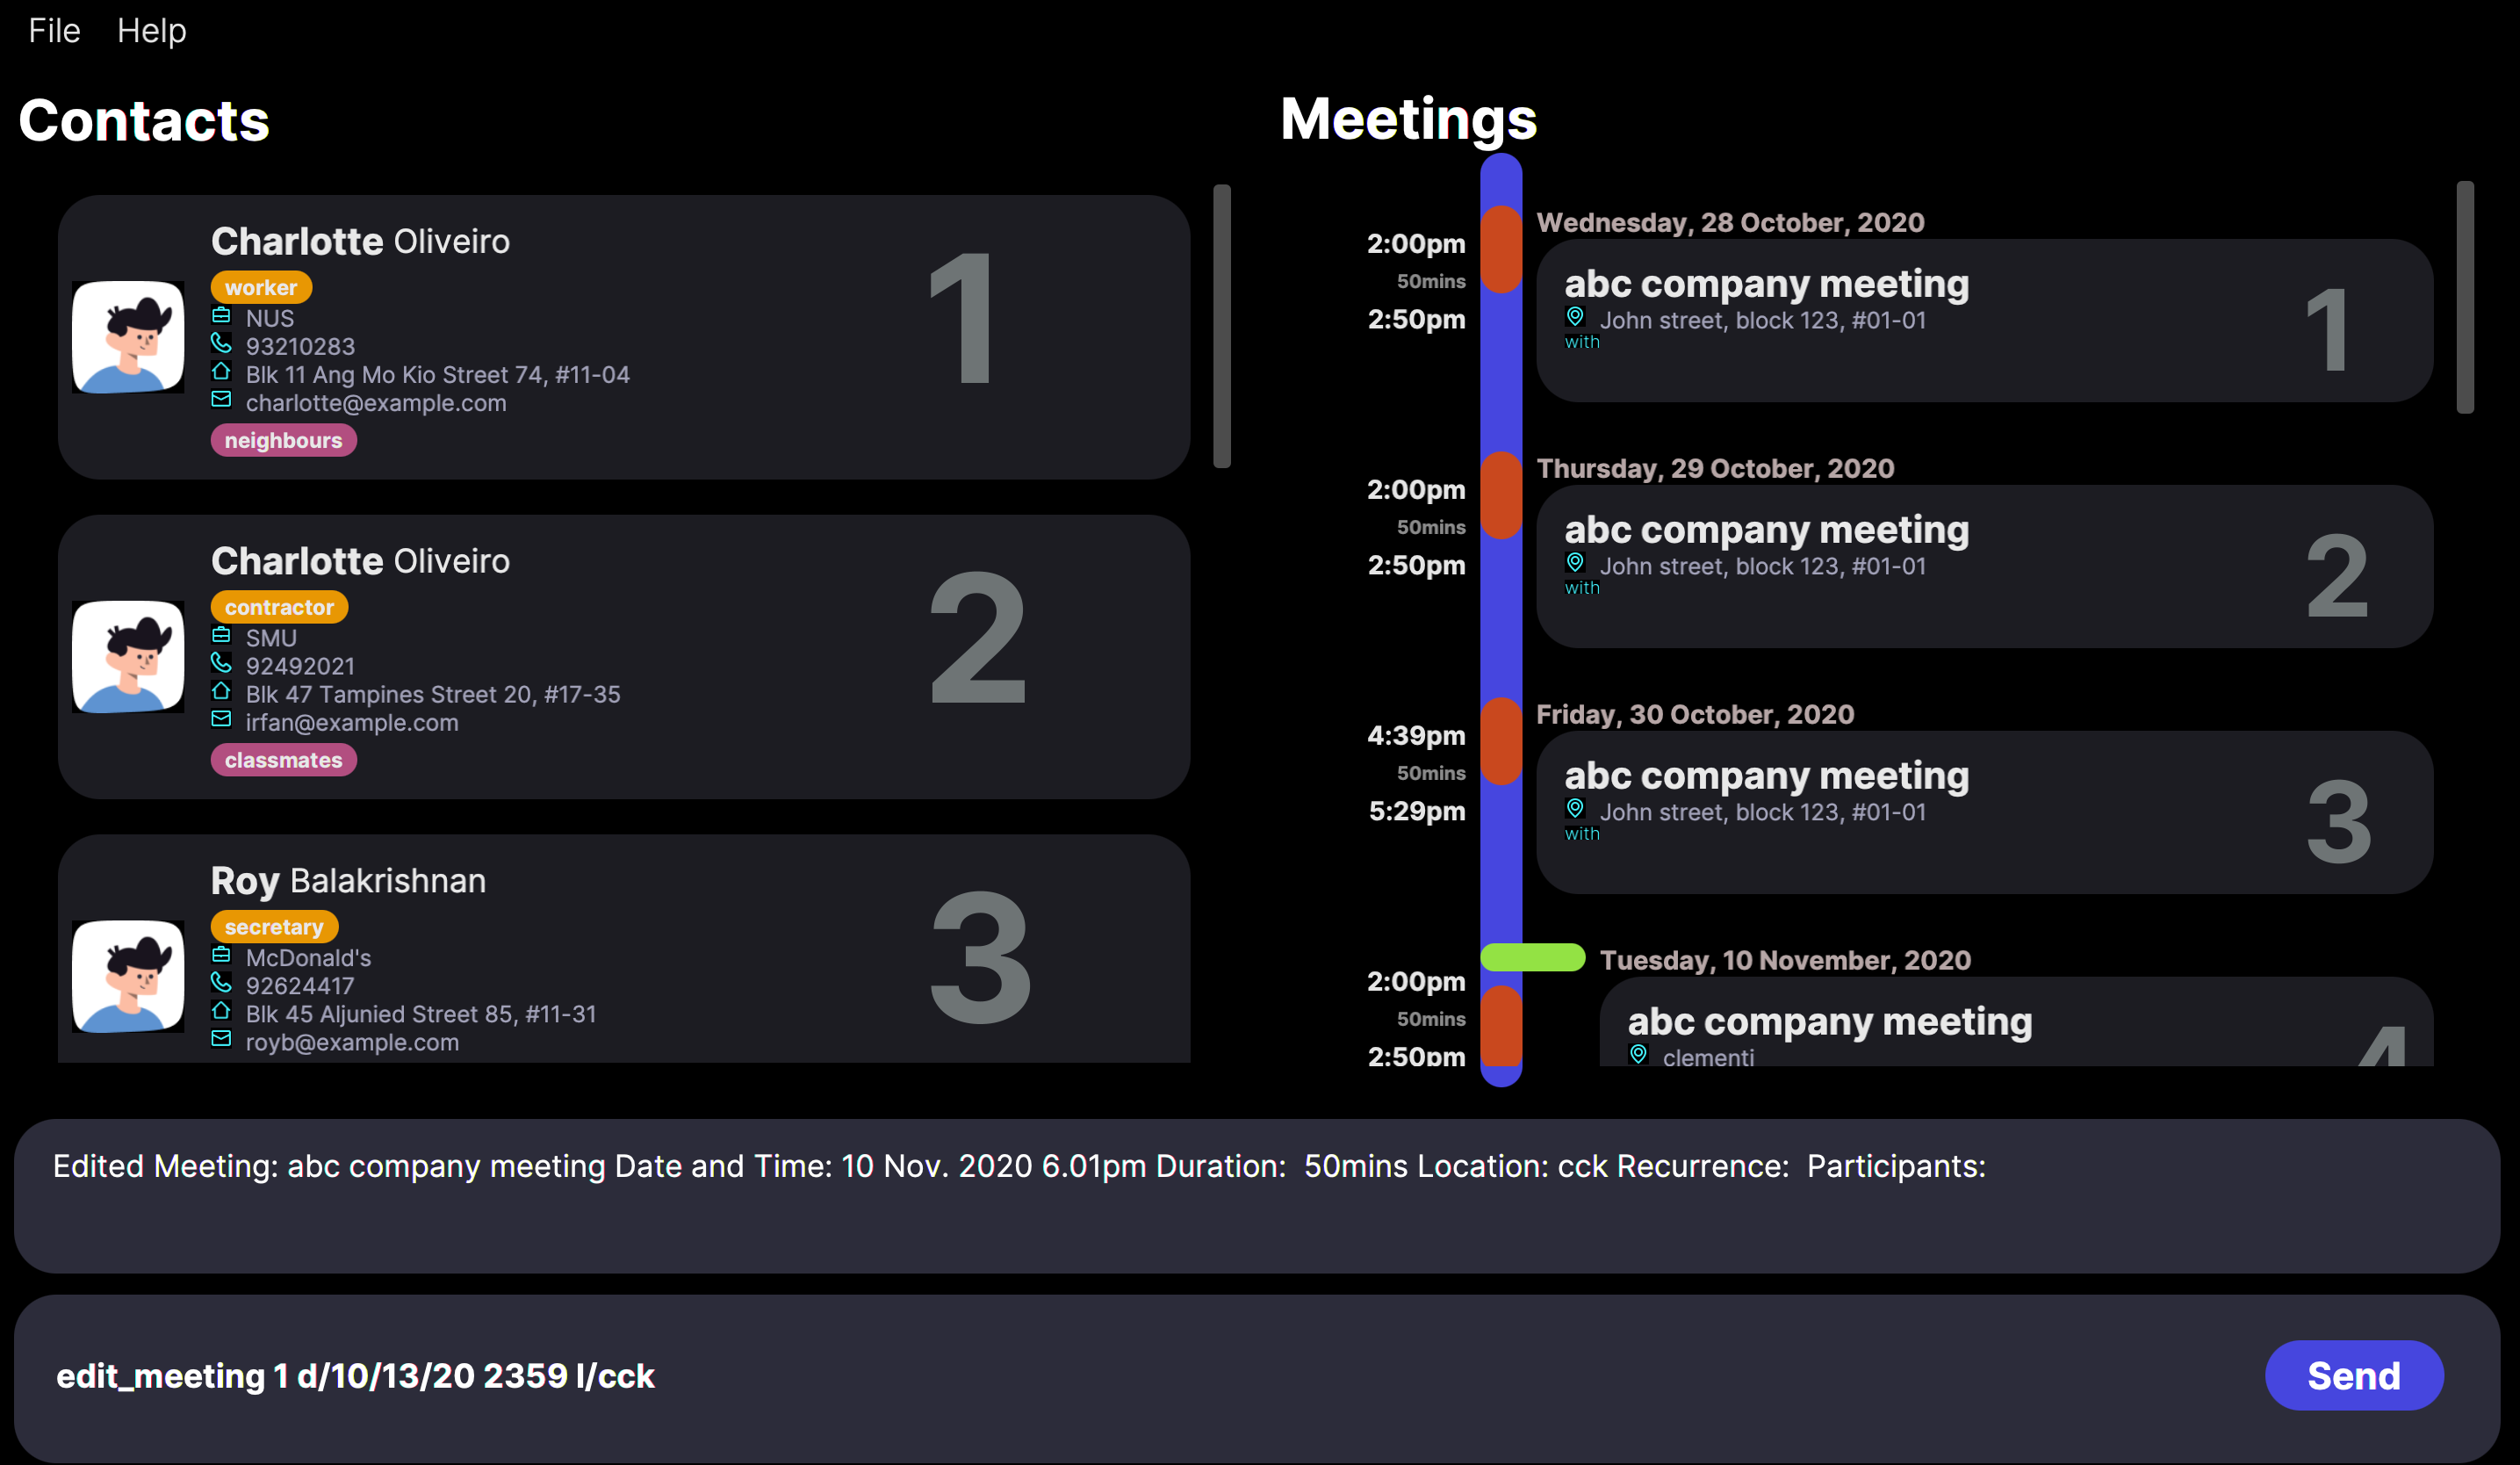 File Help
Contacts
Charlotte Oliveiro
worker
NUS
93210283
Blk 11 Ang Mo Kio Street 74, #11-04
charlotte@example.com
neighbours
1
Charlotte Oliveiro
contractor
SMU
92492021
Blk 47 Tampines Street 20, #17-35
irfan@example.com
classmates
2
Roy Balakrishnan
secretary
McDonald's
92624417
Blk 45 Aljunied Street 85, #11-31
royb@example.com
3
Meetings
2:00pm
50mins
2:50pm
Wednesday, 28 October, 2020
abc company meeting
John street, block 123, #01-01
with
1
2:00pm
50mins
2:50pm
Thursday, 29 October, 2020
abc company meeting
John street, block 123, #01-01
with
2
4:39pm
50mins
5:29pm
Friday, 30 October, 2020
abc company meeting
John street, block 123, #01-01
with
3
2:00pm
50mins
2:50pm
Tuesday, 10 November, 2020
abc company meeting
clementi
4
Edited Meeting: abc company meeting Date and Time: 10 Nov. 2020 6.01pm Duration:  50mins Location: cck Recurrence:  Participants:
edit_meeting 1 d/10/13/20 2359 l/cck
Send